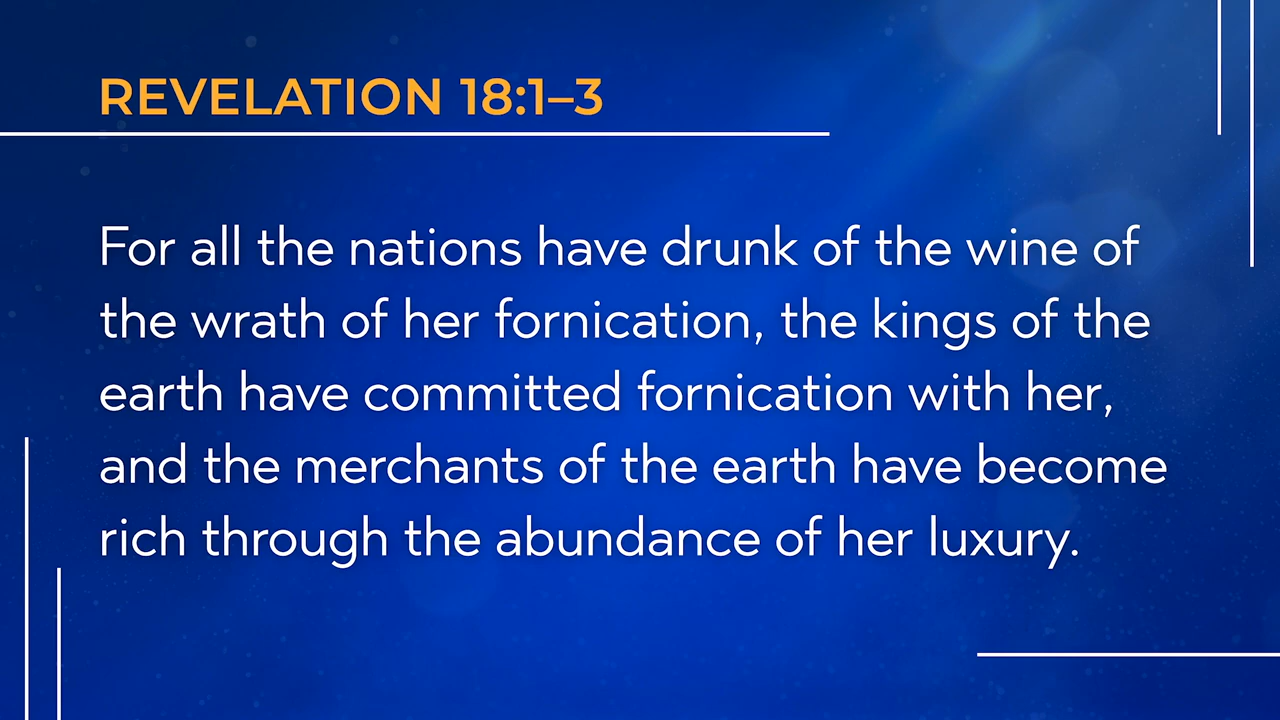 REVELATION 18:1–3
For all the nations have drunk of the wine of
the wrath of her fornication, the kings of the
earth have committed fornication with her,
and the merchants of the earth have become
rich through the abundance of her luxury.